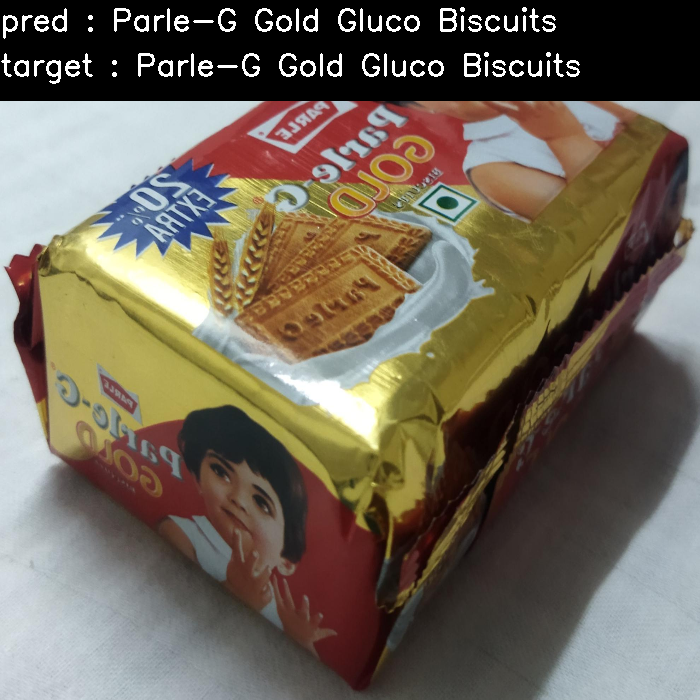 pred : Parle-G Gold Gluco Biscuits
target : Parle-G Gold Gluco Biscuits
PARLE
Parle-G
GOLD
BISCUITS
20%
EXTRA
Parle-G
PARLE
Parle-G
GOLD